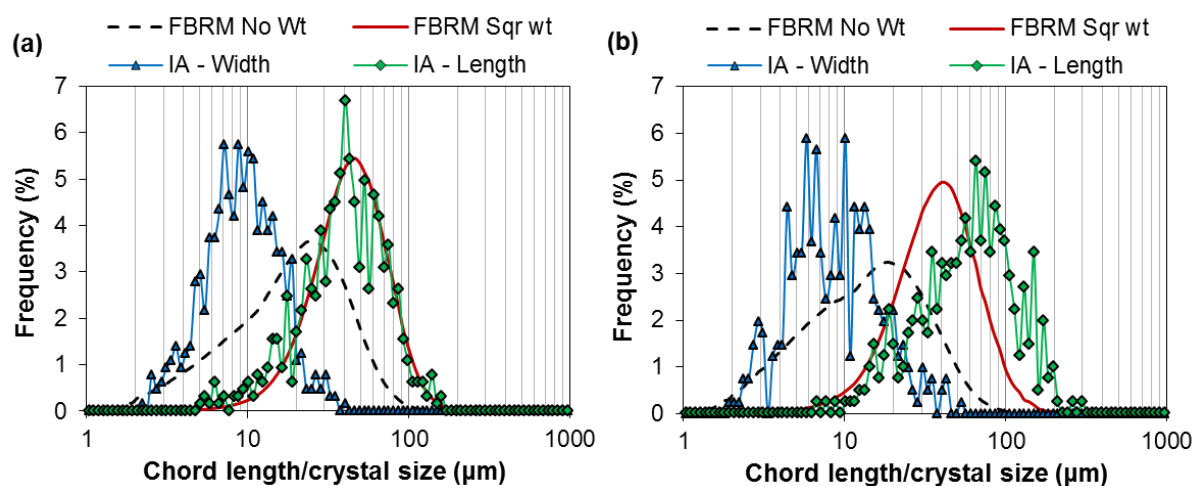 (a)
FBRM No Wt
FBRM Sqr wt
IA - Width
IA - Length
7
6
5
4
3
2
1
0
Frequency (%)
1
10
100
1000
Chord length/crystal size (µm)
(b)
FBRM No Wt
FBRM Sqr wt
IA - Width
IA - Length
7
6
5
4
3
2
1
0
Frequency (%)
1
10
100
1000
Chord length/crystal size (µm)